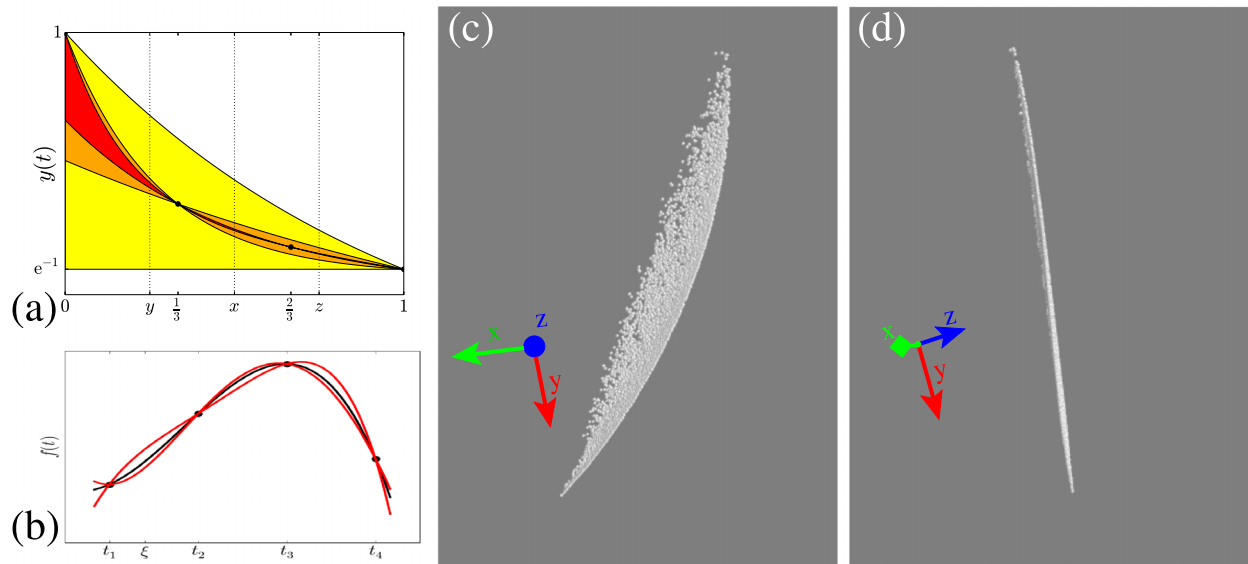 (a)
y(t)
1
e⁻¹
0 y 1/3 x 2/3 z 1
(b)
f(t)
t₁ ξ t₂ t₃ t₄
(c)
x z
y
(d)
x z
y